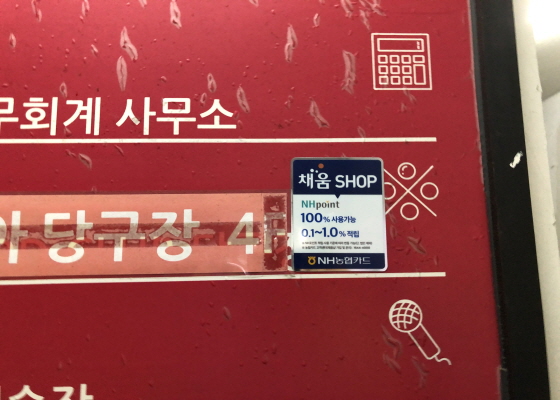 무회계 사무소
채움 SHOP
NHpoint
100% 사용가능
0.1~1.0% 적립
NH농협카드
당구장 4